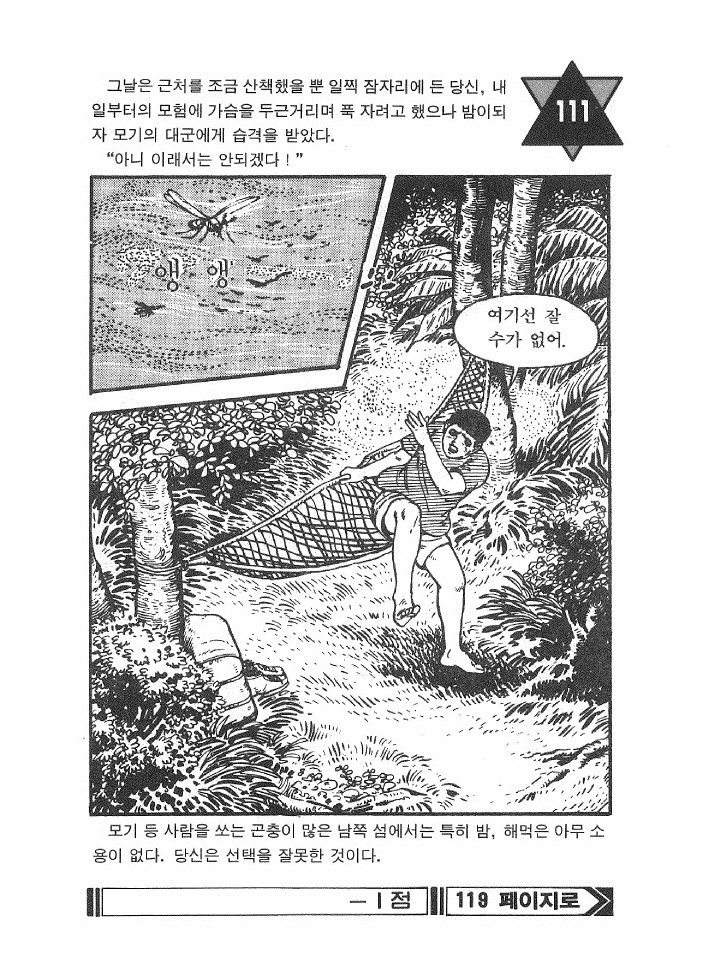 그날은 근처를 조금 산책했을 뿐 일찍 잠자리에 든 당신, 내
일부터의 모험에 가슴을 두근거리며 푹 자려고 했으나 밤이되
자 모기의 대군에게 습격을 받았다.
“아니 이래서는 안되겠다!”
111
앵 앵
여기선 잘
수가 없어.
모기 등 사람을 쏘는 곤충이 많은 남쪽 섬에서는 특히 밤, 해먹은 아무 소
용이 없다. 당신은 선택을 잘못한 것이다.
－1점
119 페이지로